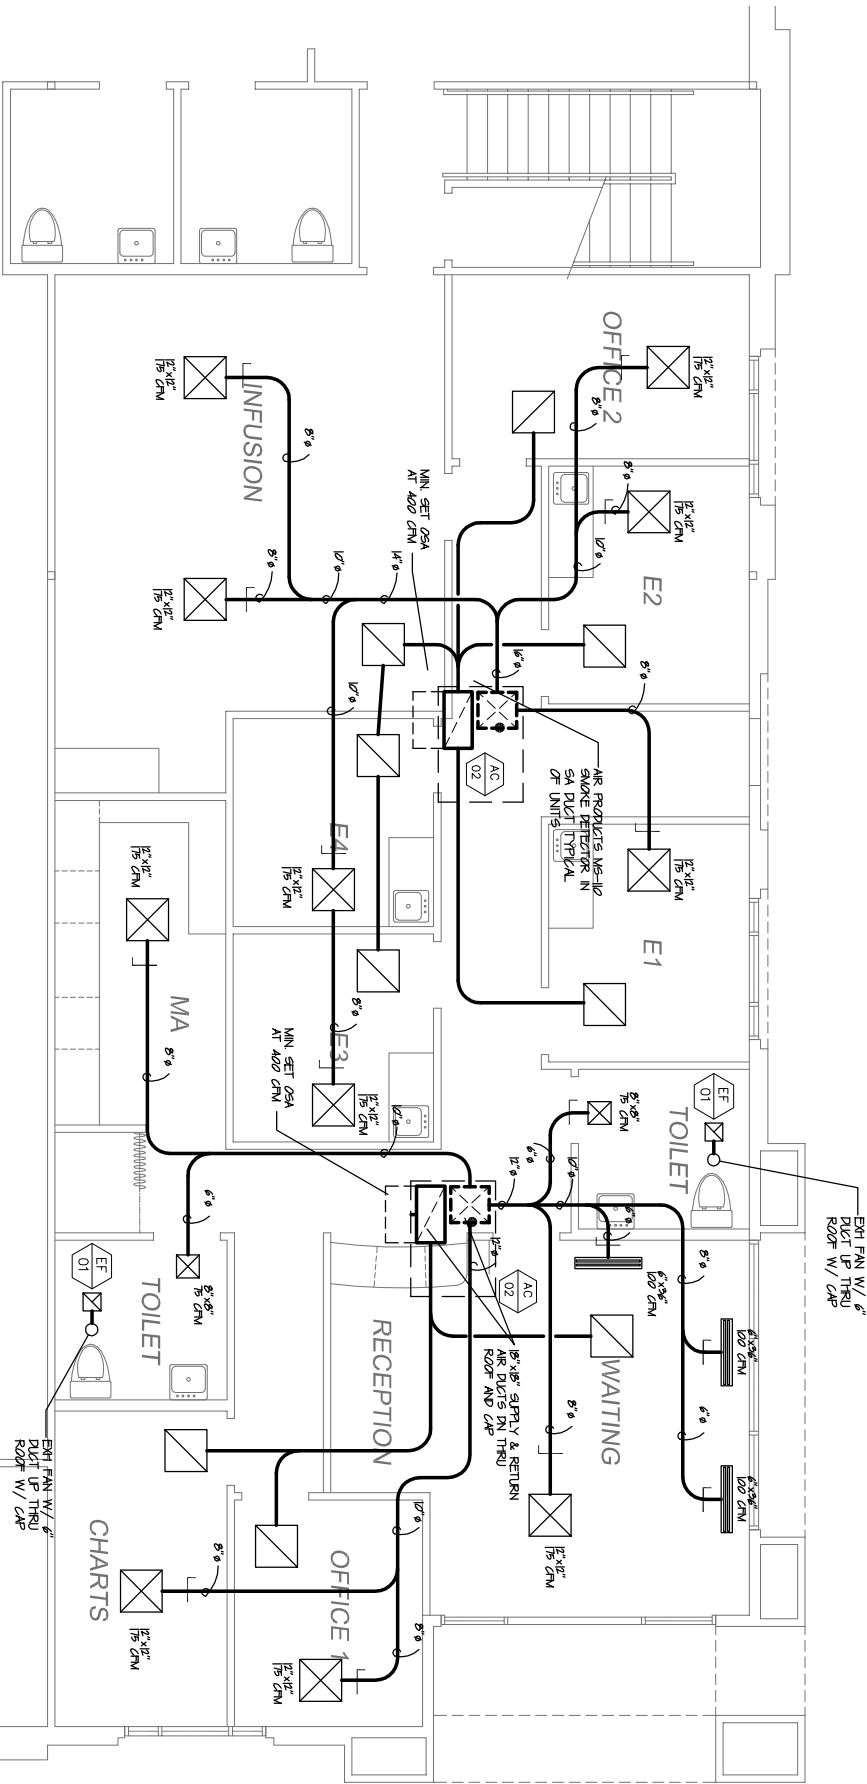 EXH FAN W/ 6"
DUCT UP THRU
ROOF W/ CAP
12"x12"
175 CFM
OFFICE 2
8"ø
12"x12"
175 CFM
8"ø
10"ø
E2
8"ø
12"x12"
175 CFM
E1
EF
01
TOILET
8"x8"
75 CFM
6"ø
12"ø
10"ø
6"ø
6"x36"
100 CFM
8"ø
6"x36"
100 CFM
6"ø
6"x36"
100 CFM
WAITING
8"ø
12"x12"
175 CFM
AIR PRODUCTS MS-110
SMOKE DETECTOR IN
SA DUCT TYPICAL
OF UNITS
16"ø
AC
02
MIN. SET OSA
AT 400 CFM
14"ø
10"ø
8"ø
INFUSION
8"ø
12"x12"
175 CFM
12"x12"
175 CFM
10"ø
E4
12"x12"
175 CFM
8"ø
E3
12"x12"
175 CFM
10"ø
MIN. SET OSA
AT 400 CFM
AC
02
12"ø
18"x18" SUPPLY & RETURN
AIR DUCTS DN THRU
ROOF AND CAP
RECEPTION
10"ø
8"ø
OFFICE 1
12"x12"
175 CFM
12"x12"
175 CFM
MA
8"ø
6"ø
8"x8"
75 CFM
TOILET
EF
01
EXH FAN W/ 6"
DUCT UP THRU
ROOF W/ CAP
8"ø
CHARTS
12"x12"
175 CFM